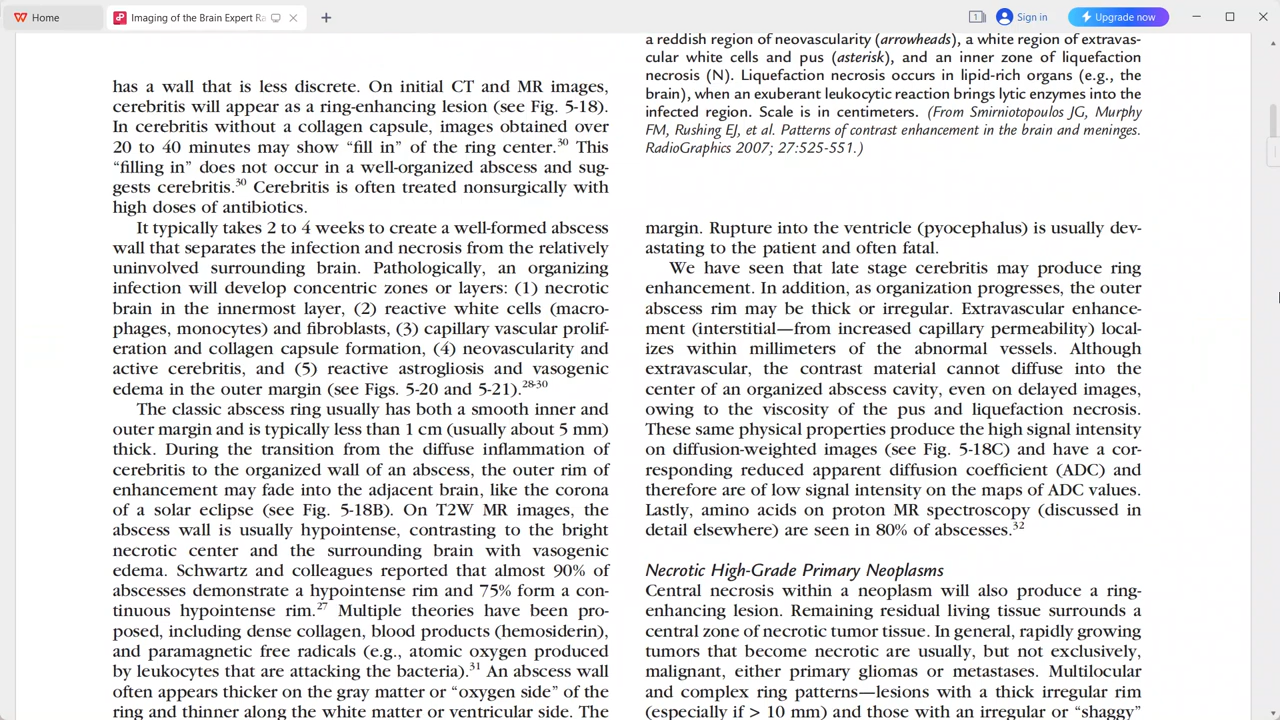 Home
Imaging of the Brain Expert Ra
Sign in
Upgrade now
has a wall that is less discrete. On initial CT and MR images,
cerebritis will appear as a ring-enhancing lesion (see Fig. 5-18).
In cerebritis without a collagen capsule, images obtained over
20 to 40 minutes may show “fill in” of the ring center.30 This
“filling in” does not occur in a well-organized abscess and sug-
gests cerebritis.30 Cerebritis is often treated nonsurgically with
high doses of antibiotics.
It typically takes 2 to 4 weeks to create a well-formed abscess
wall that separates the infection and necrosis from the relatively
uninvolved surrounding brain. Pathologically, an organizing
infection will develop concentric zones or layers: (1) necrotic
brain in the innermost layer, (2) reactive white cells (macro-
phages, monocytes) and fibroblasts, (3) capillary vascular prolif-
eration and collagen capsule formation, (4) neovascularity and
active cerebritis, and (5) reactive astrogliosis and vasogenic
edema in the outer margin (see Figs. 5-20 and 5-21).28-30
The classic abscess ring usually has both a smooth inner and
outer margin and is typically less than 1 cm (usually about 5 mm)
thick. During the transition from the diffuse inflammation of
cerebritis to the organized wall of an abscess, the outer rim of
enhancement may fade into the adjacent brain, like the corona
of a solar eclipse (see Fig. 5-18B). On T2W MR images, the
abscess wall is usually hypointense, contrasting to the bright
necrotic center and the surrounding brain with vasogenic
edema. Schwartz and colleagues reported that almost 90% of
abscesses demonstrate a hypointense rim and 75% form a con-
tinuous hypointense rim.27 Multiple theories have been pro-
posed, including dense collagen, blood products (hemosiderin),
and paramagnetic free radicals (e.g., atomic oxygen produced
by leukocytes that are attacking the bacteria).31 An abscess wall
often appears thicker on the gray matter or “oxygen side” of the
ring and thinner along the white matter or ventricular side. The
a reddish region of neovascularity (arrowheads), a white region of extravas-
cular white cells and pus (asterisk), and an inner zone of liquefaction
necrosis (N). Liquefaction necrosis occurs in lipid-rich organs (e.g., the
brain), when an exuberant leukocytic reaction brings lytic enzymes into the
infected region. Scale is in centimeters. (From Smirniotopoulos JG, Murphy
FM, Rushing EJ, et al. Patterns of contrast enhancement in the brain and meninges.
RadioGraphics 2007; 27:525-551.)
margin. Rupture into the ventricle (pyocephalus) is usually dev-
astating to the patient and often fatal.
We have seen that late stage cerebritis may produce ring
enhancement. In addition, as organization progresses, the outer
abscess rim may be thick or irregular. Extravascular enhance-
ment (interstitial—from increased capillary permeability) local-
izes within millimeters of the abnormal vessels. Although
extravascular, the contrast material cannot diffuse into the
center of an organized abscess cavity, even on delayed images,
owing to the viscosity of the pus and liquefaction necrosis.
These same physical properties produce the high signal intensity
on diffusion-weighted images (see Fig. 5-18C) and have a cor-
responding reduced apparent diffusion coefficient (ADC) and
therefore are of low signal intensity on the maps of ADC values.
Lastly, amino acids on proton MR spectroscopy (discussed in
detail elsewhere) are seen in 80% of abscesses.32
Necrotic High-Grade Primary Neoplasms
Central necrosis within a neoplasm will also produce a ring-
enhancing lesion. Remaining residual living tissue surrounds a
central zone of necrotic tumor tissue. In general, rapidly growing
tumors that become necrotic are usually, but not exclusively,
malignant, either primary gliomas or metastases. Multilocular
and complex ring patterns—lesions with a thick irregular rim
(especially if > 10 mm) and those with an irregular or “shaggy”